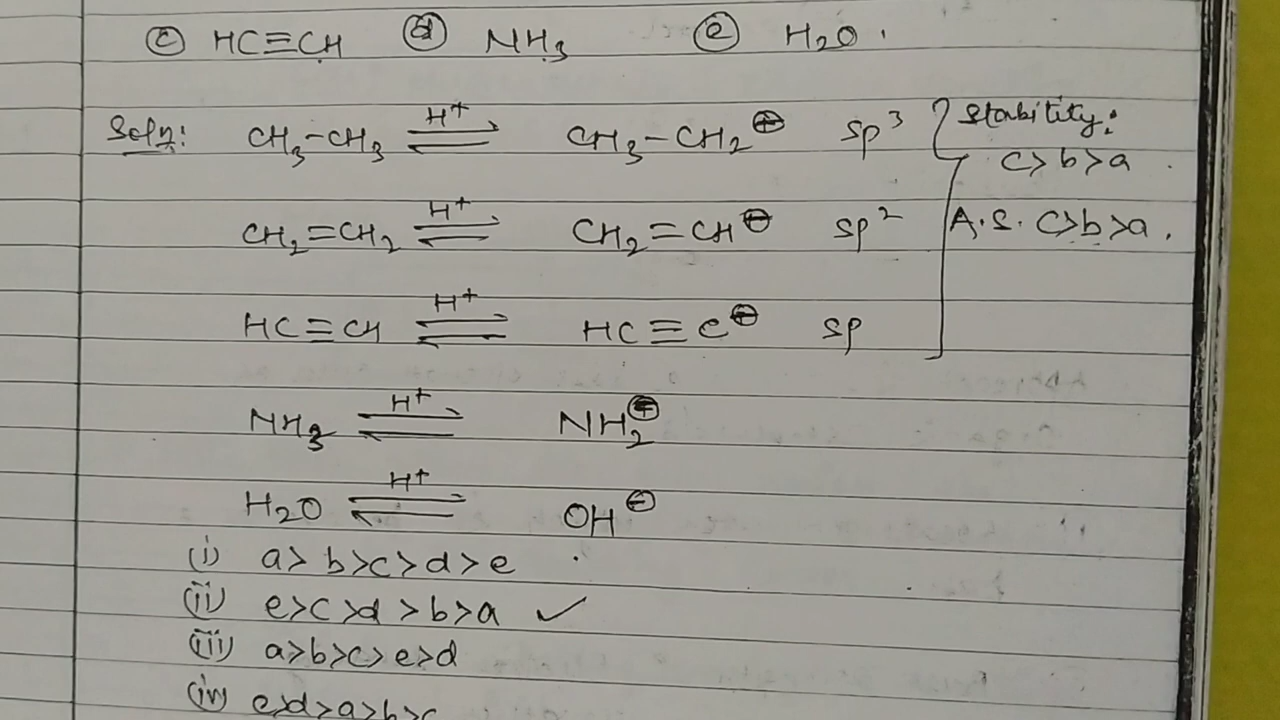 ⓒ HC≡CH ⓓ NH₃ ⓔ H₂O.
Soln: CH₃-CH₃ ⇌ H⁺ CH₃-CH₂⊕ sp³ Stability:
c>b>a
CH₂=CH₂ ⇌ H⁺ CH₂=CH⊖ sp² A.S. c>b>a.
HC≡CH ⇌ H⁺ HC≡C⊕ sp
NH₃ ⇌ H⁺ NH₂⊕
H₂O ⇌ H⁺ OH⊖
(i) a>b>c>d>e
(ii) e>c>d>b>a ✓
(iii) a>b>c>e>d
(iv) e>d>a>b>c